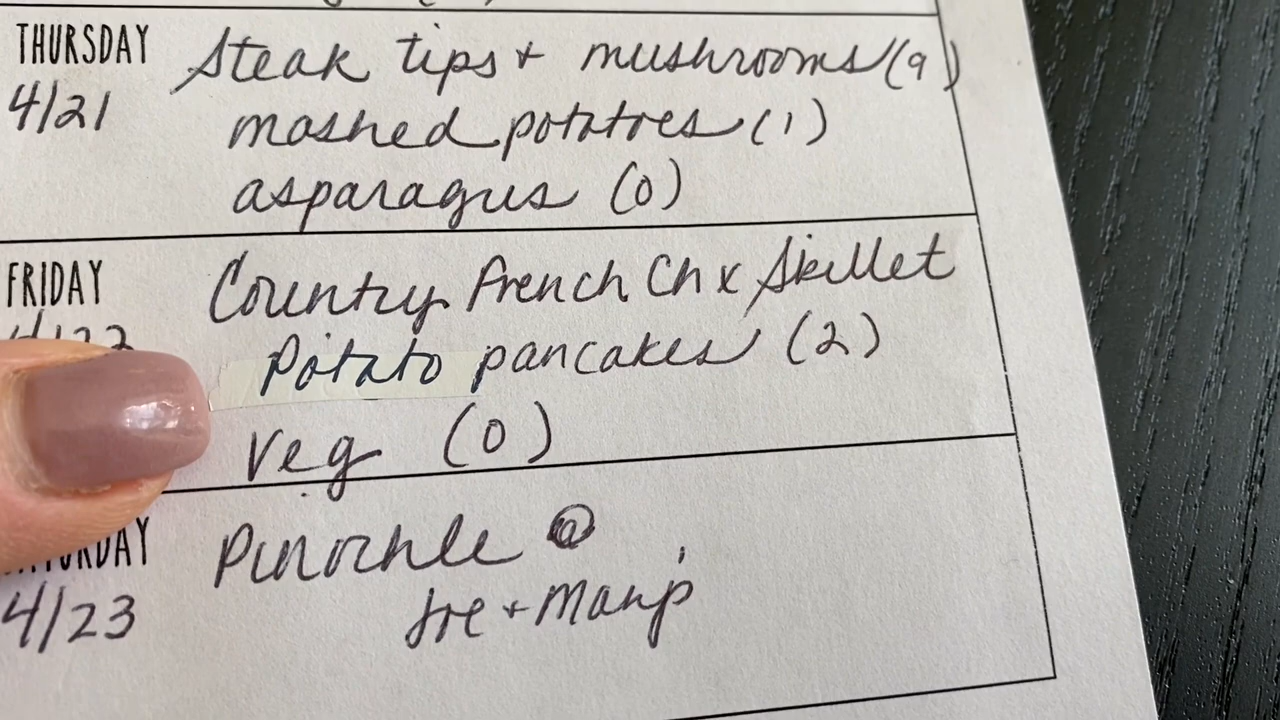 THURSDAY Steak tips + mushrooms (9)
4/21 mashed potatoes (1)
asparagus (0)
FRIDAY Country French Chx Skillet
Potato pancakes (2)
Veg (0)
Pinochle @
4/23 Joe +